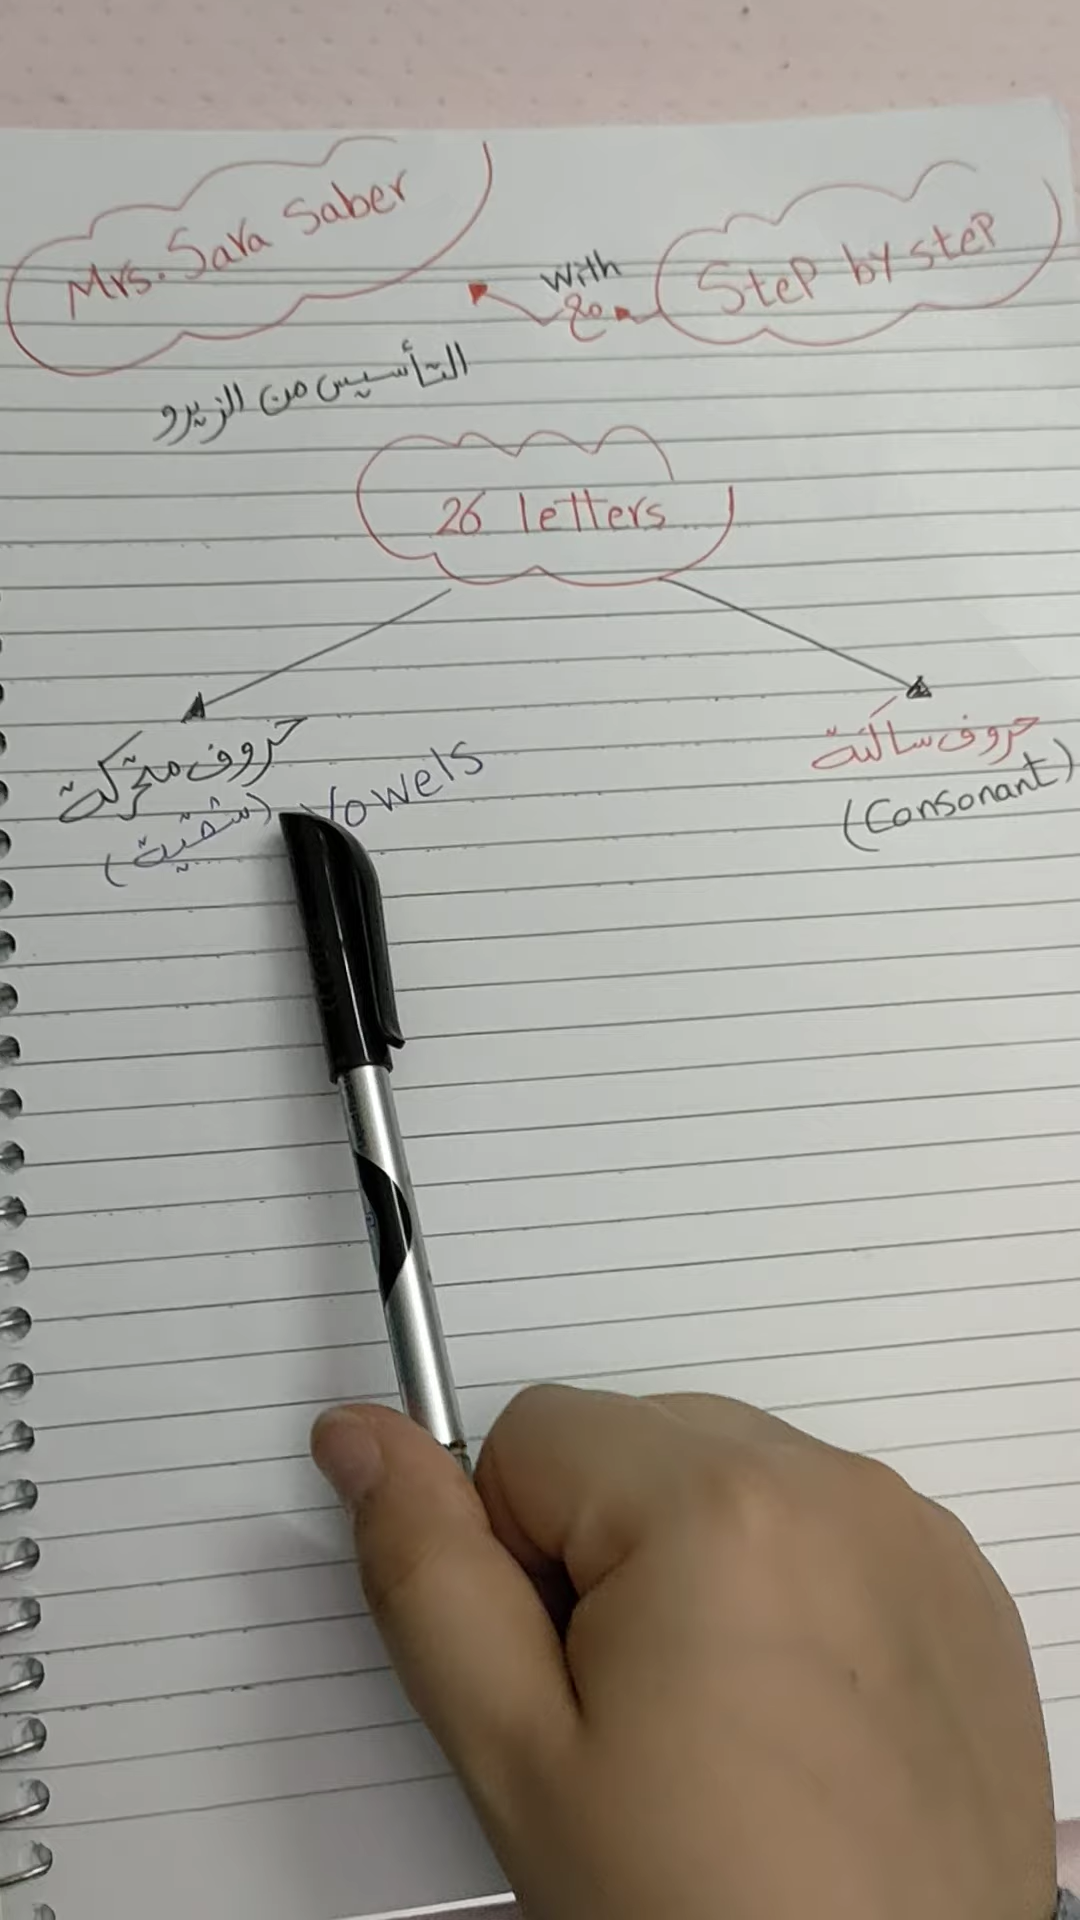 Mrs. Sara Saber
with
مع
Step by step
التأسيس من الزيرو
26 letters
حروف متحركة
(شفية) Vowels
حروف ساكنة
(Consonant)